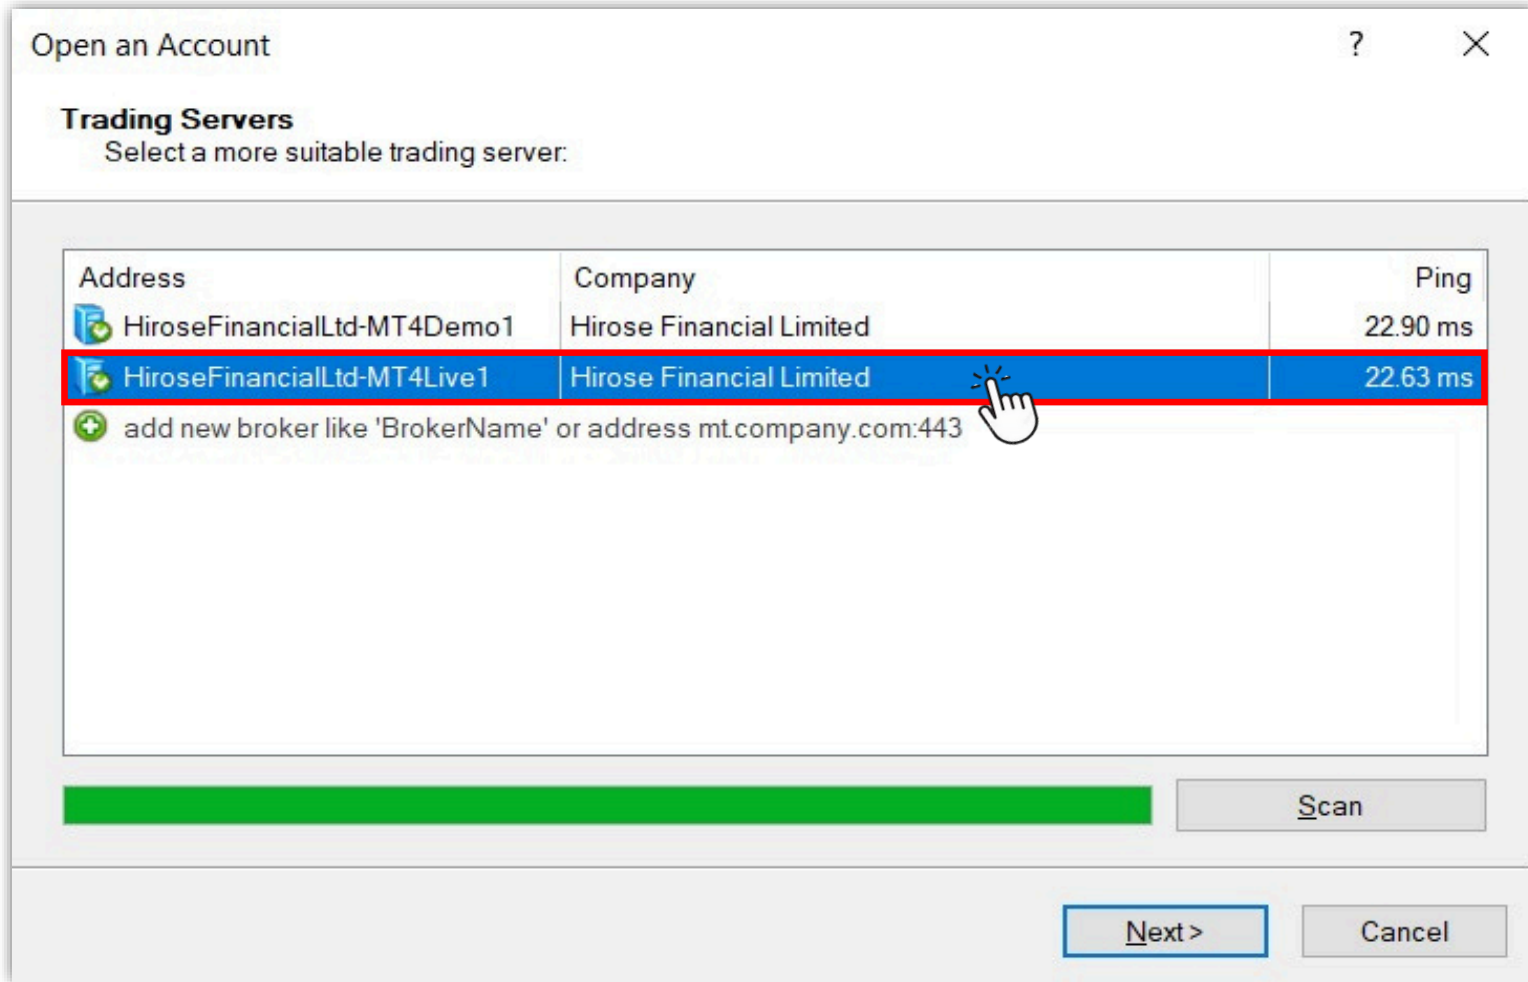 Open an Account ?
Trading Servers
Select a more suitable trading server:
Address Company Ping
HiroseFinancialLtd-MT4Demo1 Hirose Financial Limited 22.90 ms
HiroseFinancialLtd-MT4Live1 Hirose Financial Limited 22.63 ms
add new broker like 'BrokerName' or address mt.company.com:443
Scan
Next > Cancel